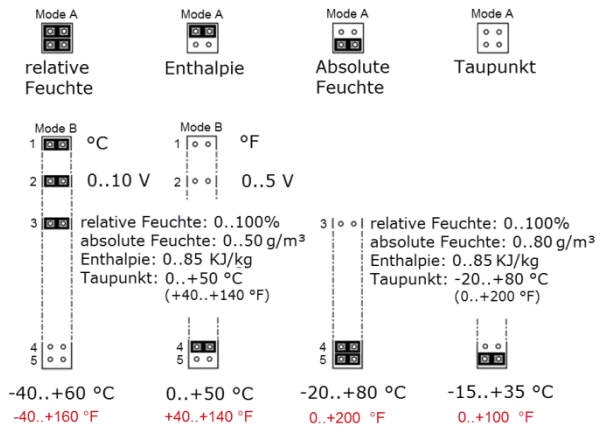 Mode A Mode A Mode A Mode A
relative Enthalpie Absolute Taupunkt
Feuchte Feuchte
Mode B Mode B
1 °C 1 °F
2 0..10 V 2 0..5 V
3 relative Feuchte: 0..100%
absolute Feuchte: 0..50 g/m³
Enthalpie: 0..85 KJ/kg
Taupunkt: 0..+50 °C
(+40..+140 °F)
3 relative Feuchte: 0..100%
absolute Feuchte: 0..80 g/m³
Enthalpie: 0..85 KJ/kg
Taupunkt: -20..+80 °C
(0..+200 °F)
4 4 4 4
5 5 5 5
-40..+60 °C 0..+50 °C -20..+80 °C -15..+35 °C
-40..+160 °F +40..+140 °F 0..+200 °F 0..+100 °F